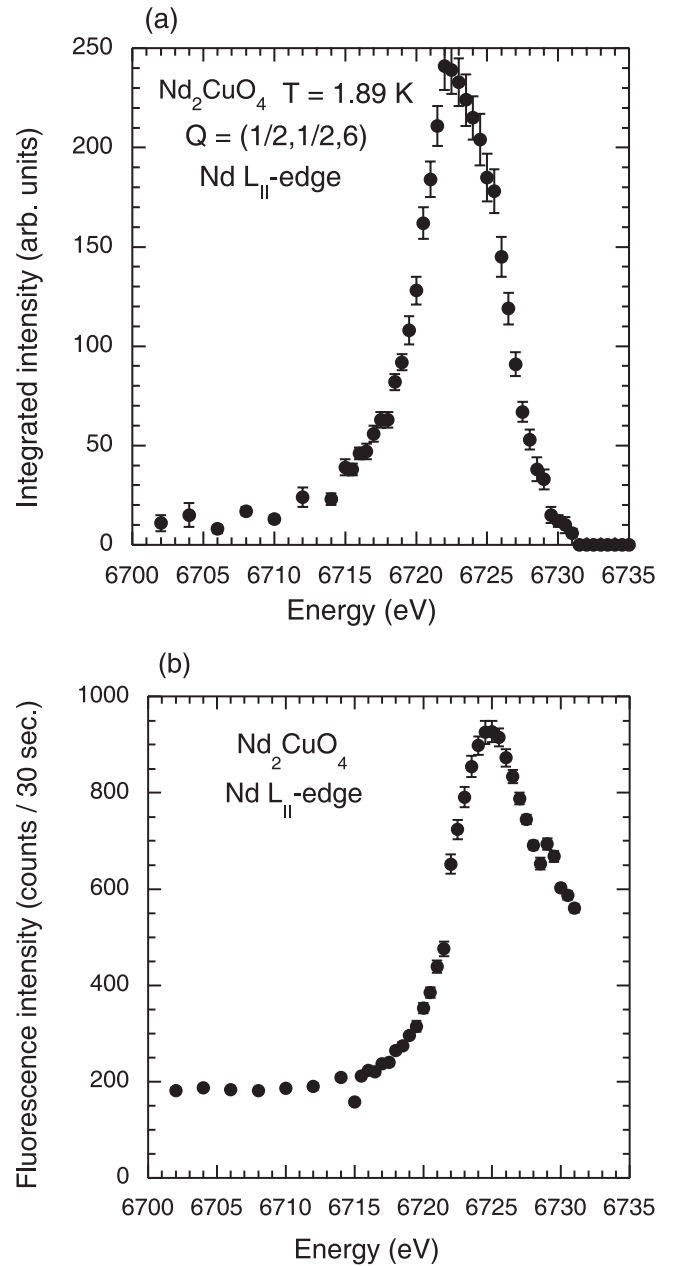 (a)
250
200
150
100
50
0
Integrated intensity (arb. units)
Nd₂CuO₄ T = 1.89 K
Q = (1/2,1/2,6)
Nd L_II-edge
6700 6705 6710 6715 6720 6725 6730 6735
Energy (eV)
(b)
1000
800
600
400
200
0
Fluorescence intensity (counts / 30 sec.)
Nd₂CuO₄
Nd L_II-edge
6700 6705 6710 6715 6720 6725 6730 6735
Energy (eV)